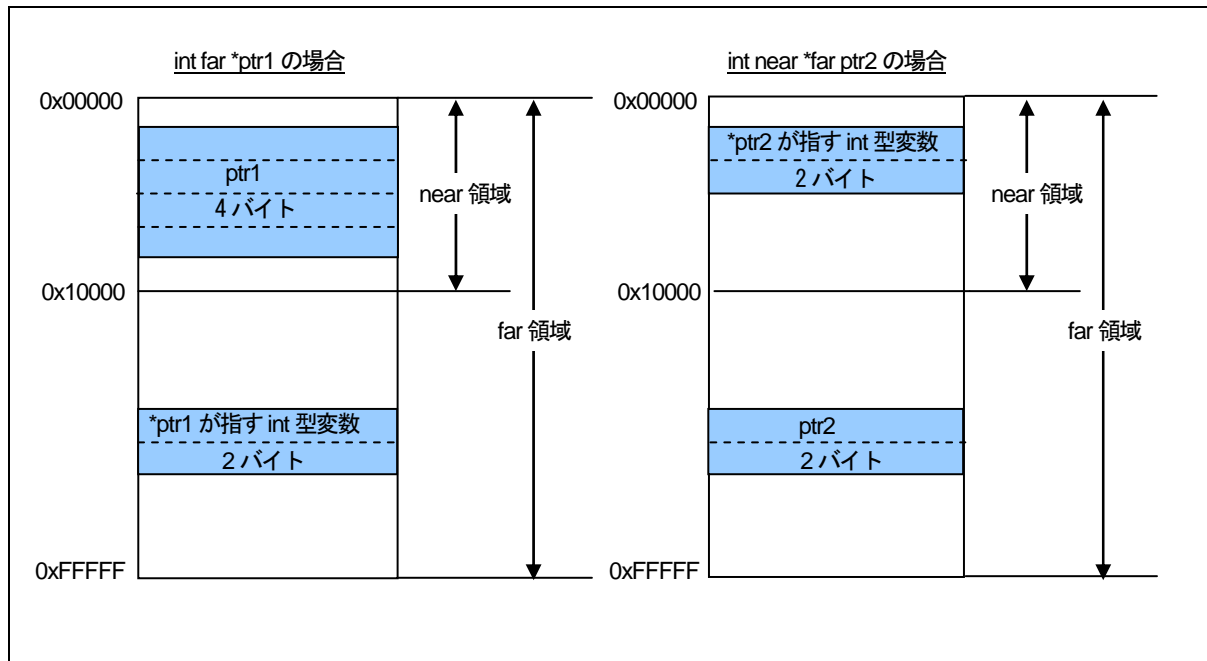 int far *ptr1 の場合
0x00000
ptr1
4 バイト
near 領域
0x10000
far 領域
*ptr1 が指す int 型変数
2 バイト
0xFFFFF
int near *far ptr2 の場合
0x00000
*ptr2 が指す int 型変数
2 バイト
near 領域
0x10000
far 領域
ptr2
2 バイト
0xFFFFF